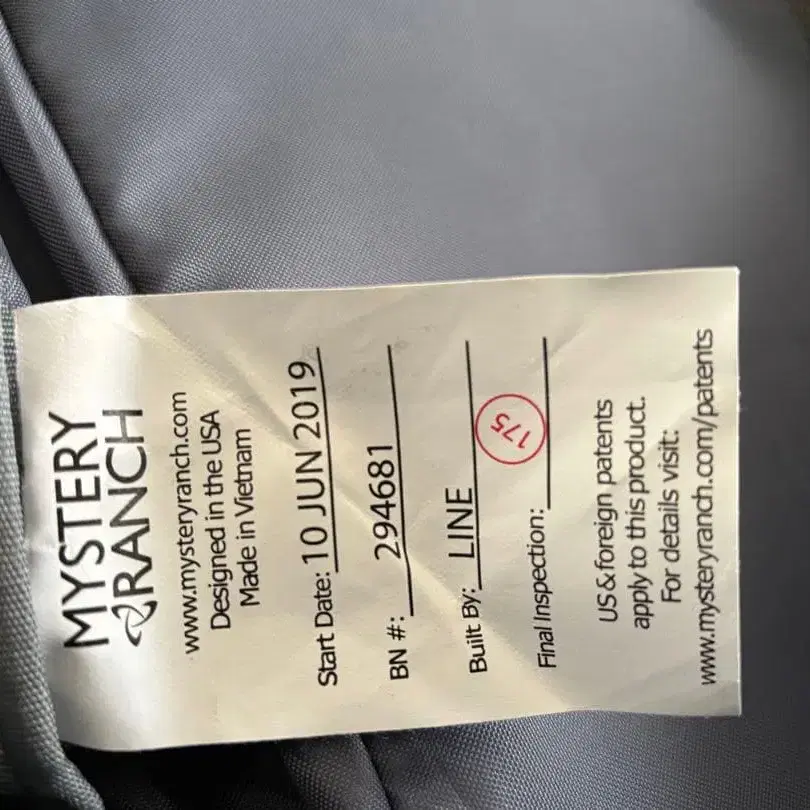 MYSTERY
RANCH
www.mysteryranch.com
Designed in the USA
Made in Vietnam
Start Date: 10 JUN 2019
BN #: 294681
Built By: LINE
Final Inspection: 175
US & foreign patents
apply to this product.
For details visit:
www.mysteryranch.com/patents